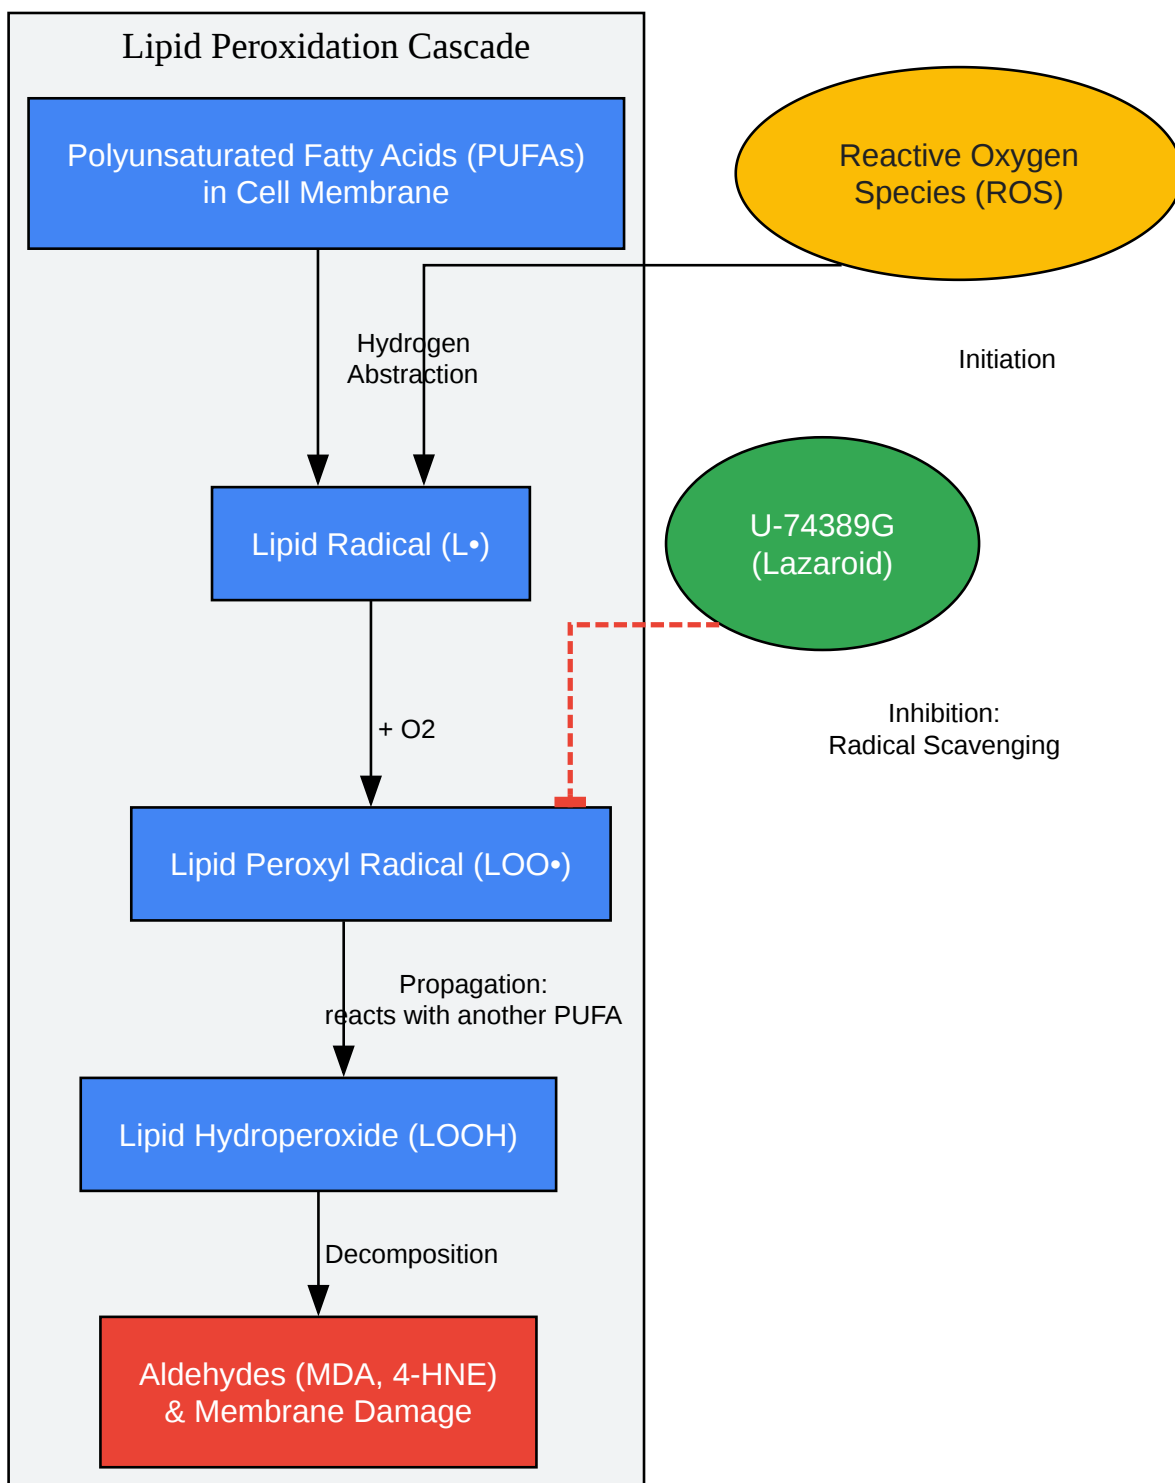 Lipid Peroxidation Cascade
Polyunsaturated Fatty Acids (PUFAs)
in Cell Membrane
Reactive Oxygen
Species (ROS)
Hydrogen
Abstraction
Initiation
Lipid Radical (L•)
U-74389G
(Lazaroid)
+ O2
Inhibition:
Radical Scavenging
Lipid Peroxyl Radical (LOO•)
Propagation:
reacts with another PUFA
Lipid Hydroperoxide (LOOH)
Decomposition
Aldehydes (MDA, 4-HNE)
& Membrane Damage